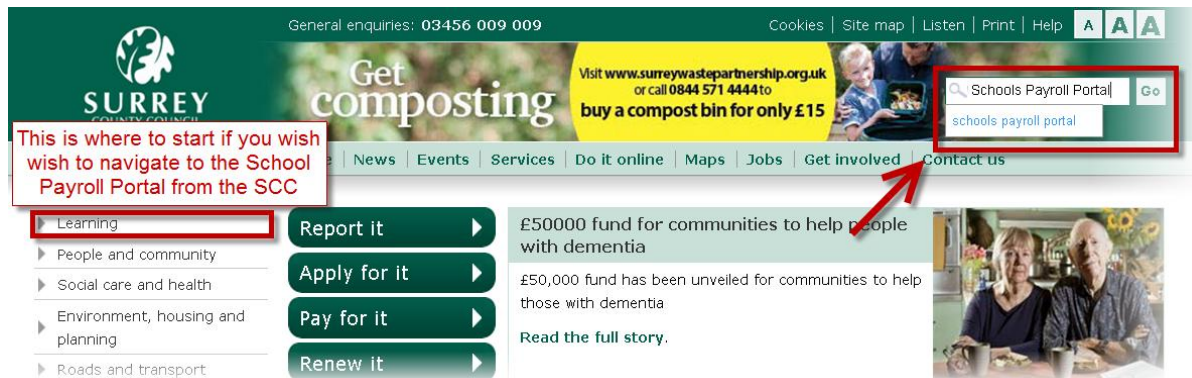 General enquiries: 03456 009 009
Cookies | Site map | Listen | Print | Help A A A
SURREY
COUNTY COUNCIL
Get
composting
Visit www.surreywastepartnership.org.uk
or call 0844 571 4444 to
buy a compost bin for only £15
Schools Payroll Portal Go
schools payroll portal
This is where to start if you wish
wish to navigate to the School
Payroll Portal from the SCC
News | Events | Services | Do it online | Maps | Jobs | Get involved | Contact us
Learning
People and community
Social care and health
Environment, housing and
planning
Roads and transport
Report it
Apply for it
Pay for it
Renew it
£50000 fund for communities to help people
with dementia
£50,000 fund has been unveiled for communities to help
those with dementia
Read the full story.